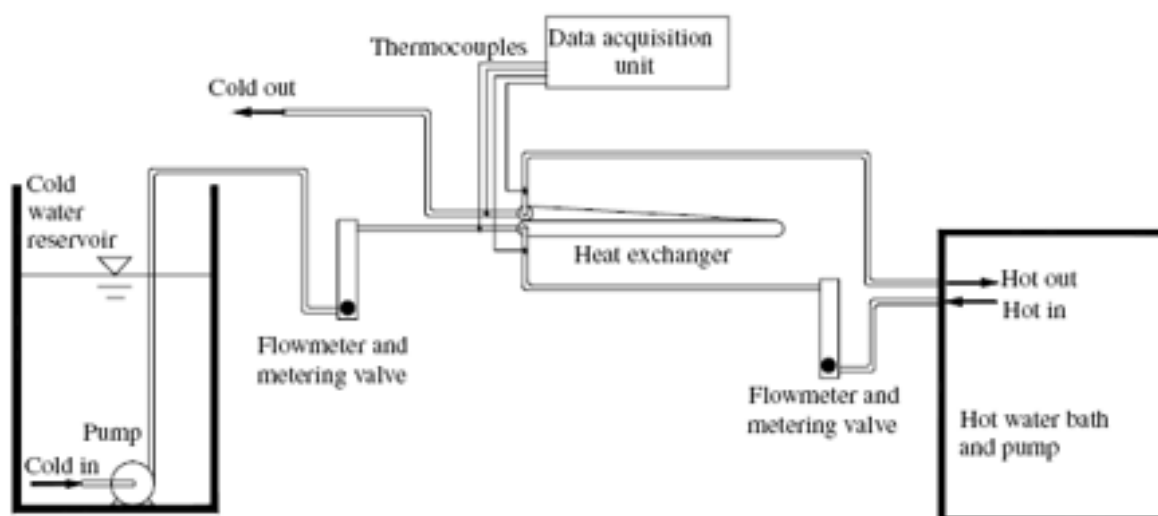 Thermocouples
Data acquisition
unit
Cold out
Cold
water
reservoir
Heat exchanger
Hot out
Hot in
Flowmeter and
metering valve
Flowmeter and
metering valve
Pump
Cold in
Hot water bath
and pump